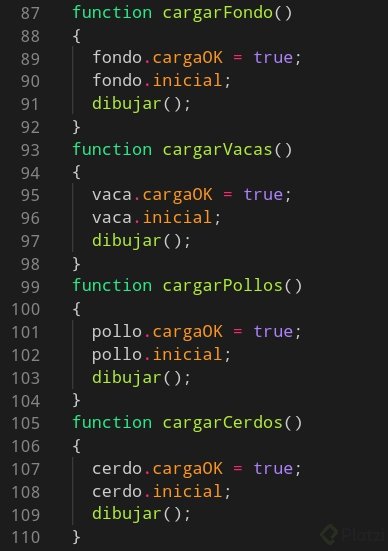 87 function cargarFondo()
88 {
89 fondo.cargaOK = true;
90 fondo.inicial;
91 dibujar();
92 }
93 function cargarVacas()
94 {
95 vaca.cargaOK = true;
96 vaca.inicial;
97 dibujar();
98 }
99 function cargarPollos()
100 {
101 pollo.cargaOK = true;
102 pollo.inicial;
103 dibujar();
104 }
105 function cargarCerdos()
106 {
107 cerdo.cargaOK = true;
108 cerdo.inicial;
109 dibujar();
110 }
Platzi